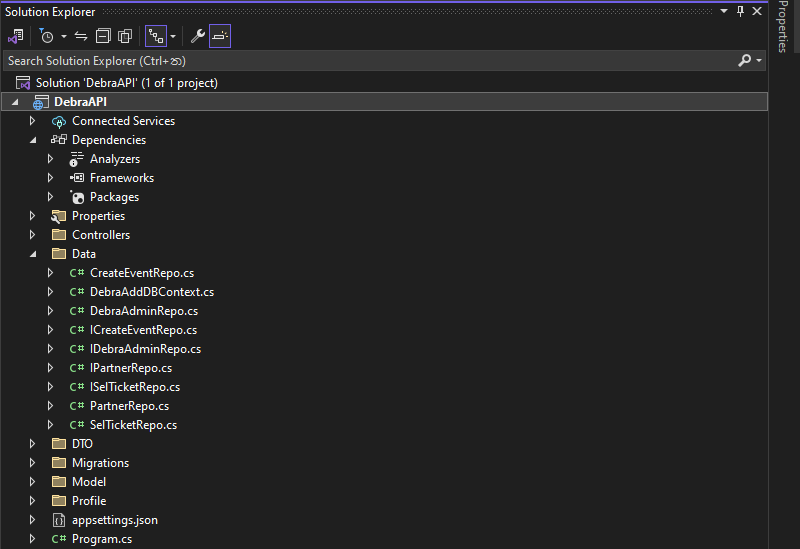 Solution Explorer
Properties
Search Solution Explorer (Ctrl+
Solution 'DebraAPI' (1 of 1 project)
DebraAPI
Connected Services
Dependencies
Analyzers
Frameworks
Packages
Properties
Controllers
Data
C# CreateEventRepo.cs
C# DebraAddDBContext.cs
C# DebraAdminRepo.cs
C# ICreateEventRepo.cs
C# IDebraAdminRepo.cs
C# IPartnerRepo.cs
C# ISelTicketRepo.cs
C# PartnerRepo.cs
C# SelTicketRepo.cs
DTO
Migrations
Model
Profile
appsettings.json
C# Program.cs